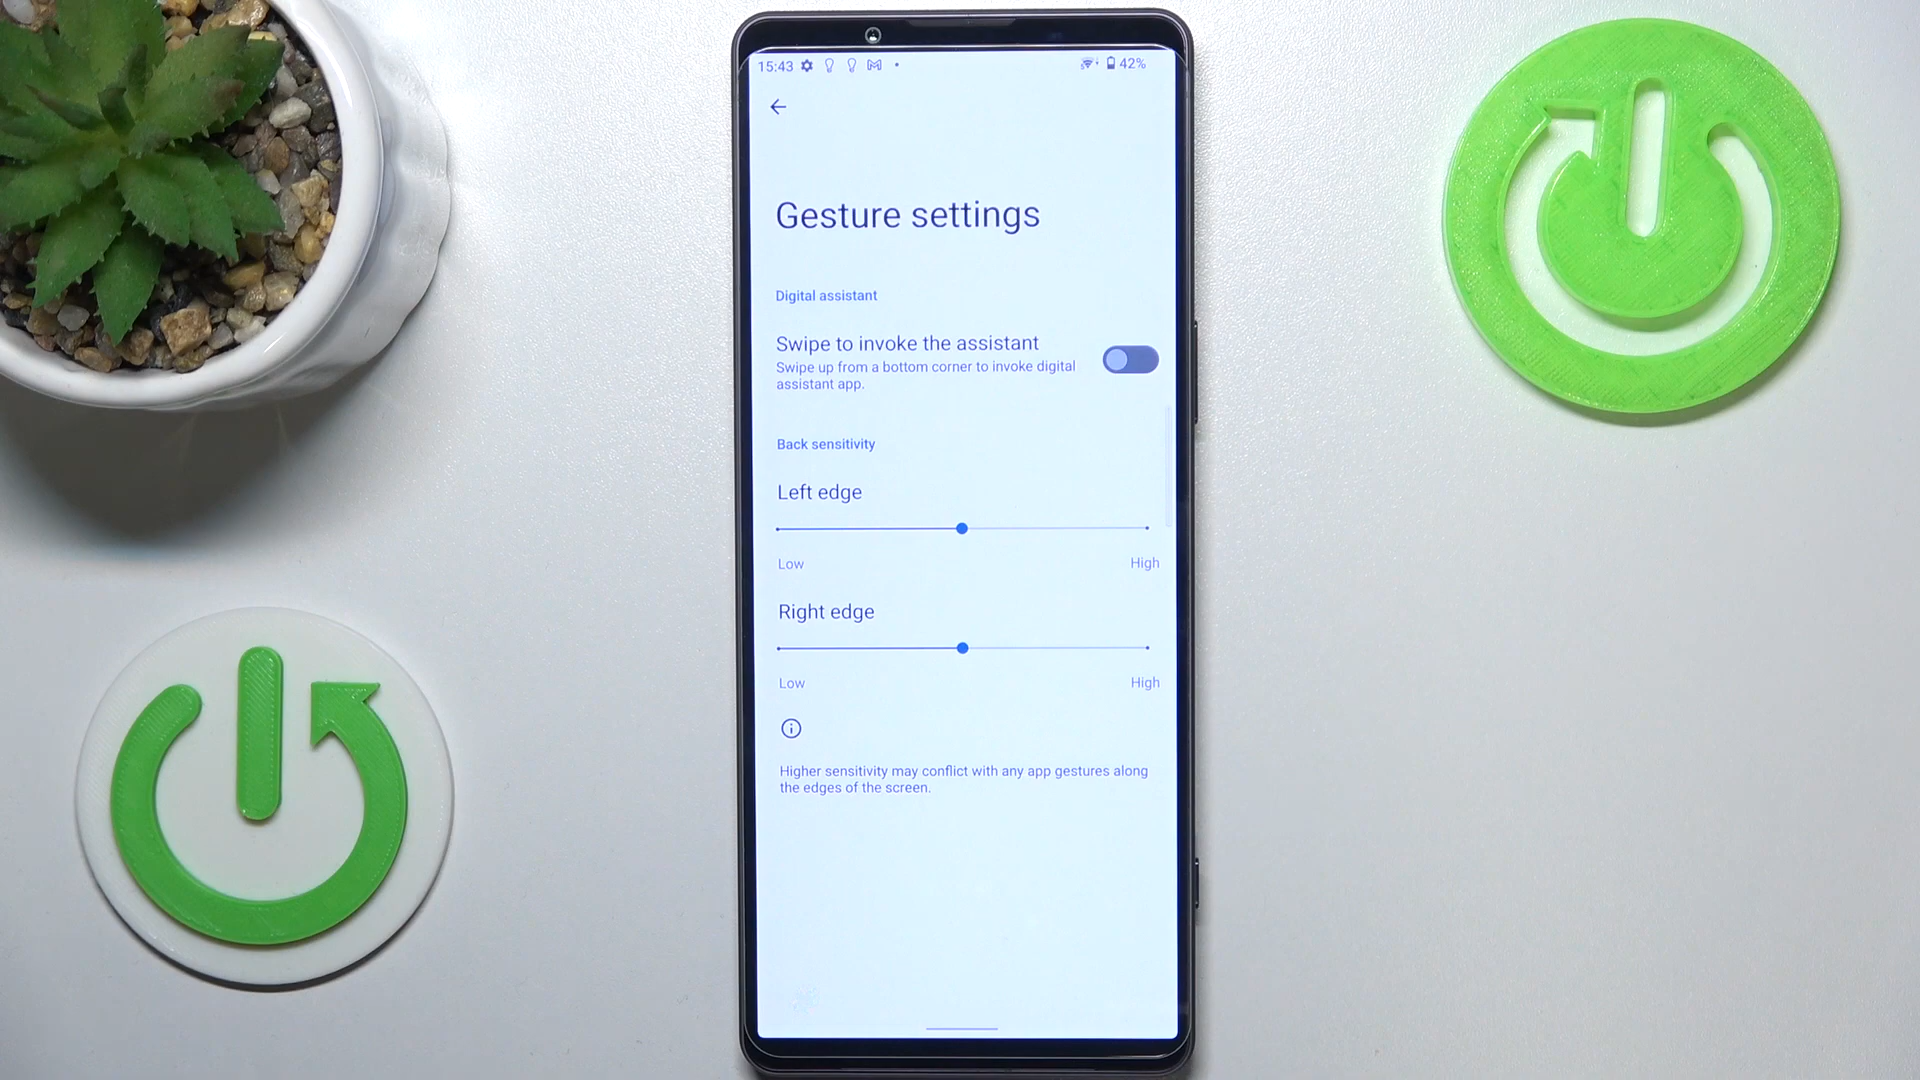 15:43
42%
Gesture settings
Digital assistant
Swipe to invoke the assistant
Swipe up from a bottom corner to invoke digital
assistant app.
Back sensitivity
Left edge
Low
High
Right edge
Low
High
Higher sensitivity may conflict with any app gestures along
the edges of the screen.